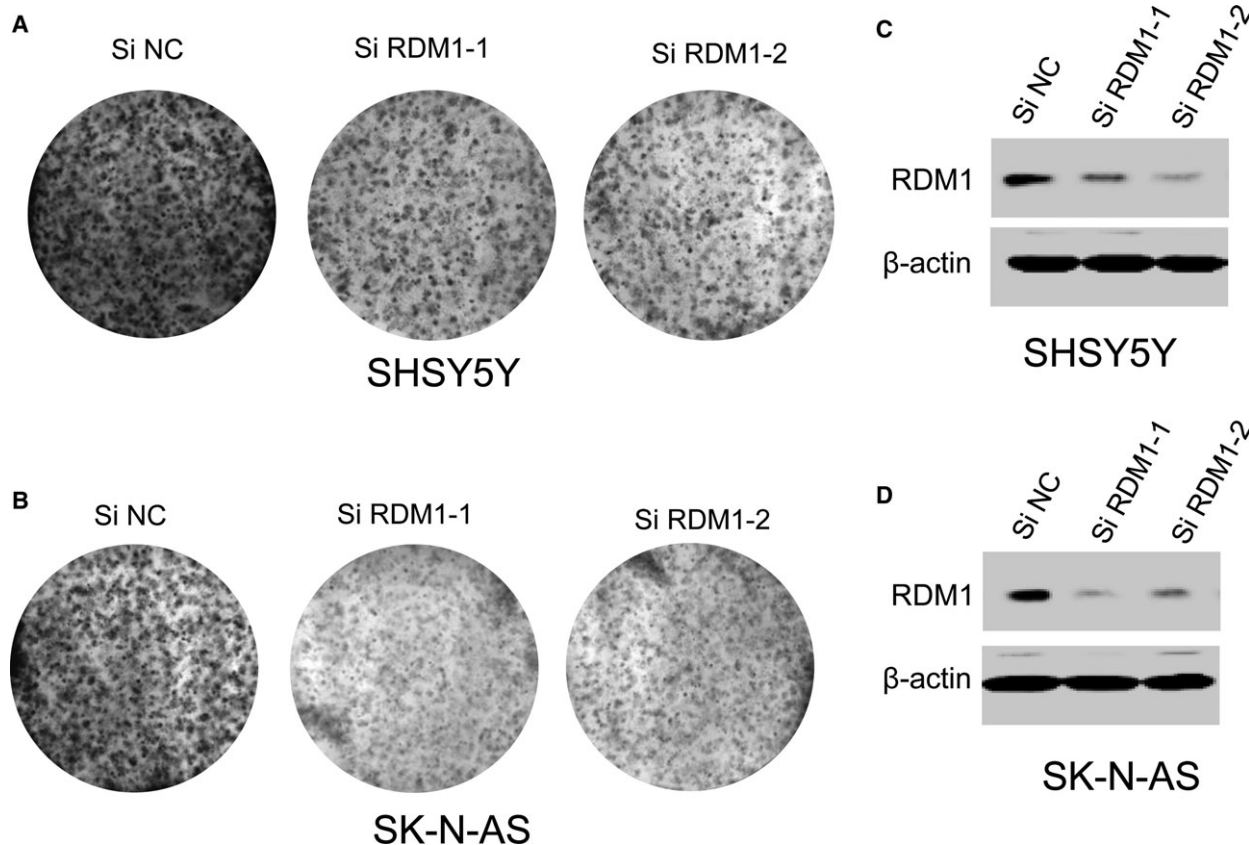 A
Si NC
Si RDM1-1
Si RDM1-2
SHSY5Y
B
Si NC
Si RDM1-1
Si RDM1-2
SK-N-AS
C
Si NC
Si RDM1-1
Si RDM1-2
RDM1
β-actin
SHSY5Y
D
Si NC
Si RDM1-1
Si RDM1-2
RDM1
β-actin
SK-N-AS